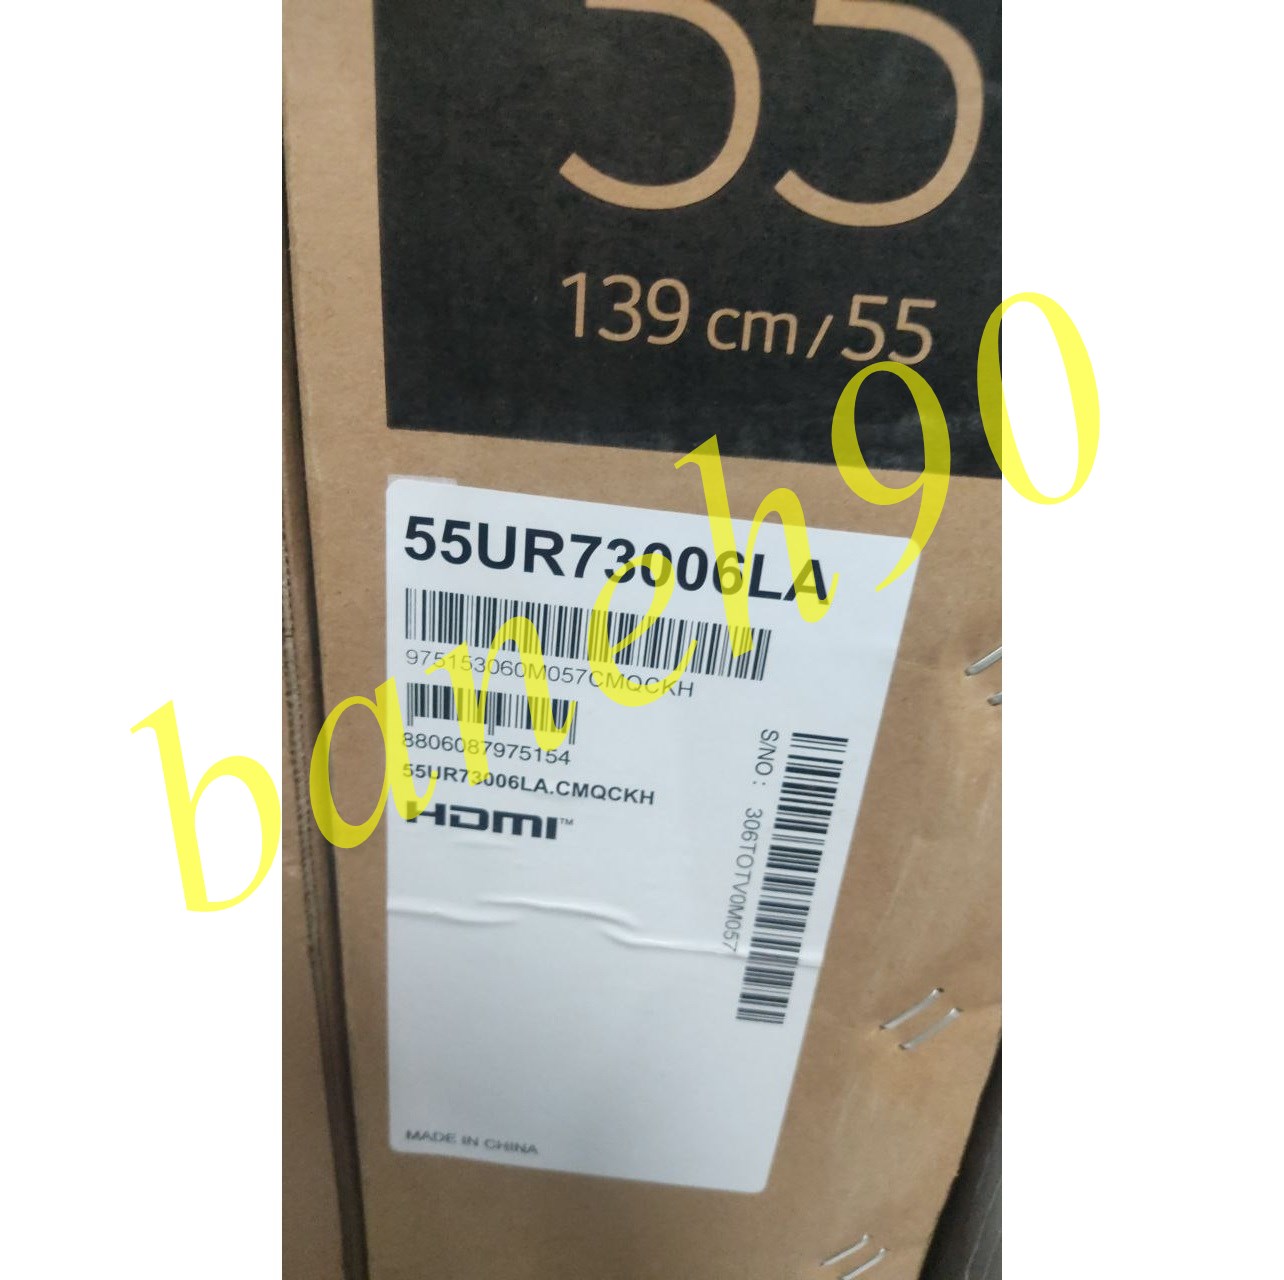 55
139 cm/55
55UR73006LA
975153060M057CMQCKH
8806087975154
55UR73006LA.CMQCKH
HDMI™
S/NO : 306TOTV0M057
MADE IN CHINA
baneh90